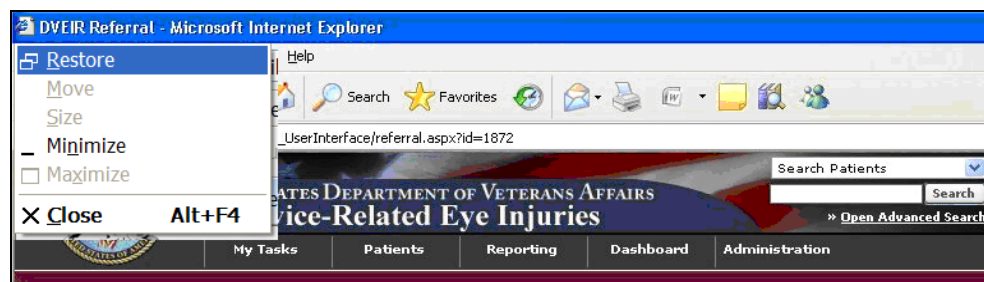 DVEIR Referral - Microsoft Internet Explorer
Restore
Help
Move
Size
Search Favorites
Minimize
_UserInterface/referral.aspx?id=1872
Maximize
Search Patients
Close Alt+F4
ATES DEPARTMENT OF VETERANS AFFAIRS
Search
vice-Related Eye Injuries
» Open Advanced Search
My Tasks Patients Reporting Dashboard Administration